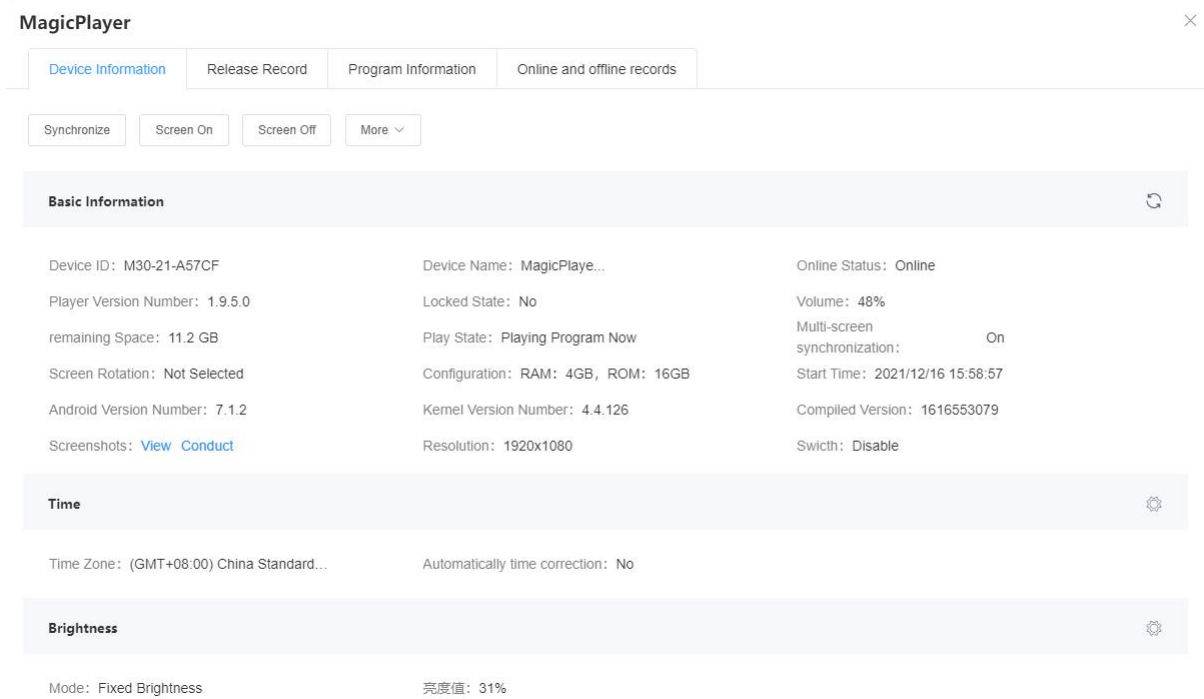 MagicPlayer
Device Information Release Record Program Information Online and offline records
Synchronize Screen On Screen Off More
Basic Information
Device ID： M30-21-A57CF Device Name： MagicPlaye... Online Status： Online
Player Version Number： 1.9.5.0 Locked State： No Volume： 48%
remaining Space： 11.2 GB Play State： Playing Program Now Multi-screen synchronization： On
Screen Rotation： Not Selected Configuration： RAM：4GB，ROM：16GB Start Time： 2021/12/16 15:58:57
Android Version Number： 7.1.2 Kernel Version Number： 4.4.126 Compiled Version： 1616553079
Screenshots： View Conduct Resolution： 1920x1080 Swicth： Disable
Time
Time Zone： (GMT+08:00) China Standard... Automatically time correction： No
Brightness
Mode： Fixed Brightness 亮度值： 31%